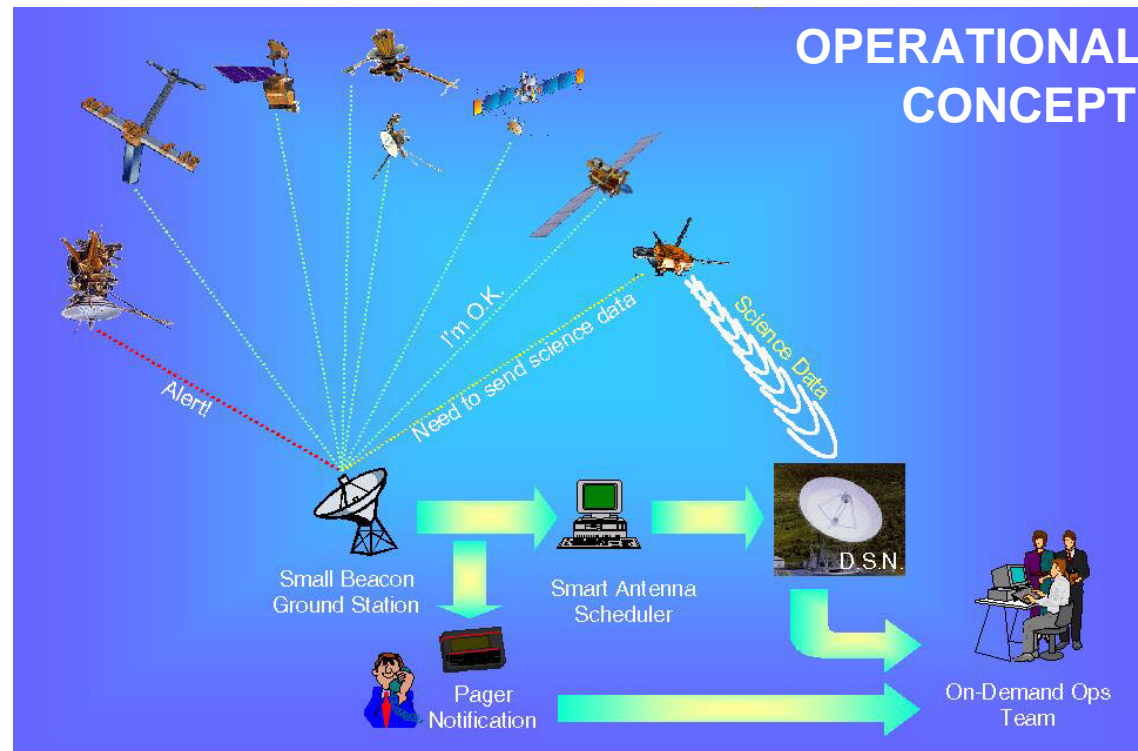 OPERATIONAL
CONCEPT
Alert!
I'm O.K.
Need to send science data
Science Data
D.S.N.
Small Beacon
Ground Station
Smart Antenna
Scheduler
Pager
Notification
On-Demand Ops
Team